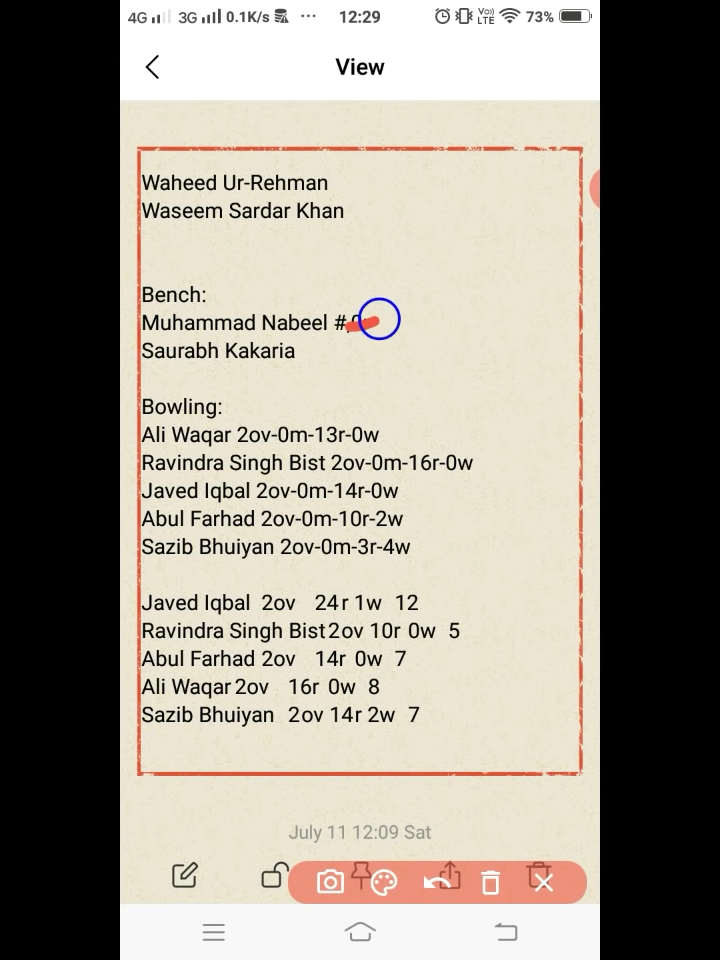 4G 3G 0.1K/s ... 12:29 Vo)) LTE 73%
View
Waheed Ur-Rehman
Waseem Sardar Khan
Bench:
Muhammad Nabeel #
Saurabh Kakaria
Bowling:
Ali Waqar 2ov-0m-13r-0w
Ravindra Singh Bist 2ov-0m-16r-0w
Javed Iqbal 2ov-0m-14r-0w
Abul Farhad 2ov-0m-10r-2w
Sazib Bhuiyan 2ov-0m-3r-4w
Javed Iqbal 2ov 24r 1w 12
Ravindra Singh Bist 2ov 10r 0w 5
Abul Farhad 2ov 14r 0w 7
Ali Waqar 2ov 16r 0w 8
Sazib Bhuiyan 2ov 14r 2w 7
July 11 12:09 Sat